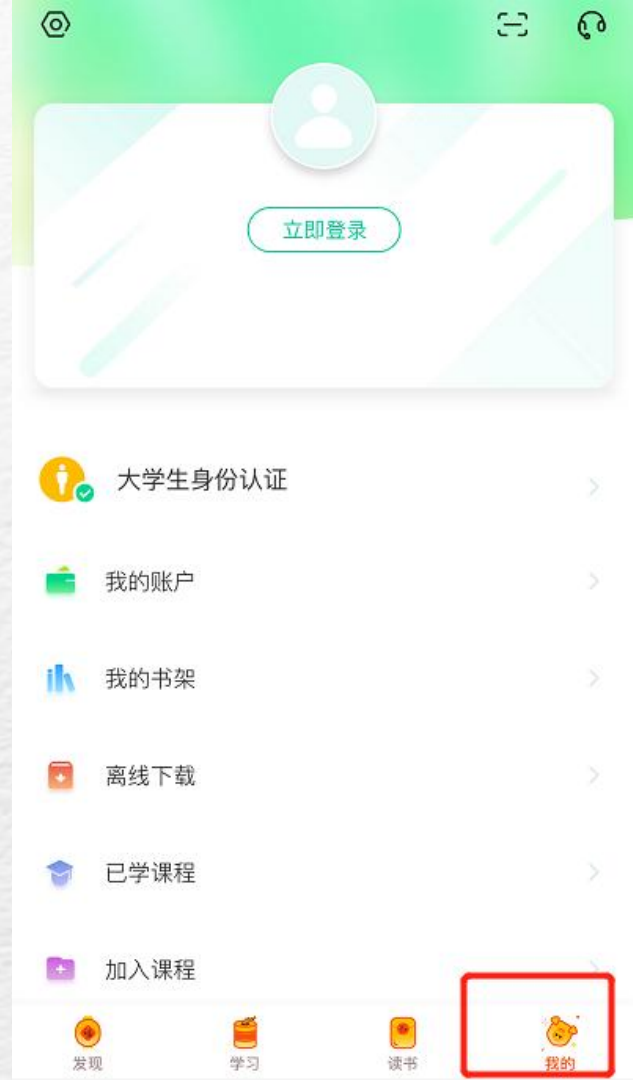 立即登录
大学生身份认证
我的账户
我的书架
离线下载
已学课程
加入课程
发现
学习
读书
我的